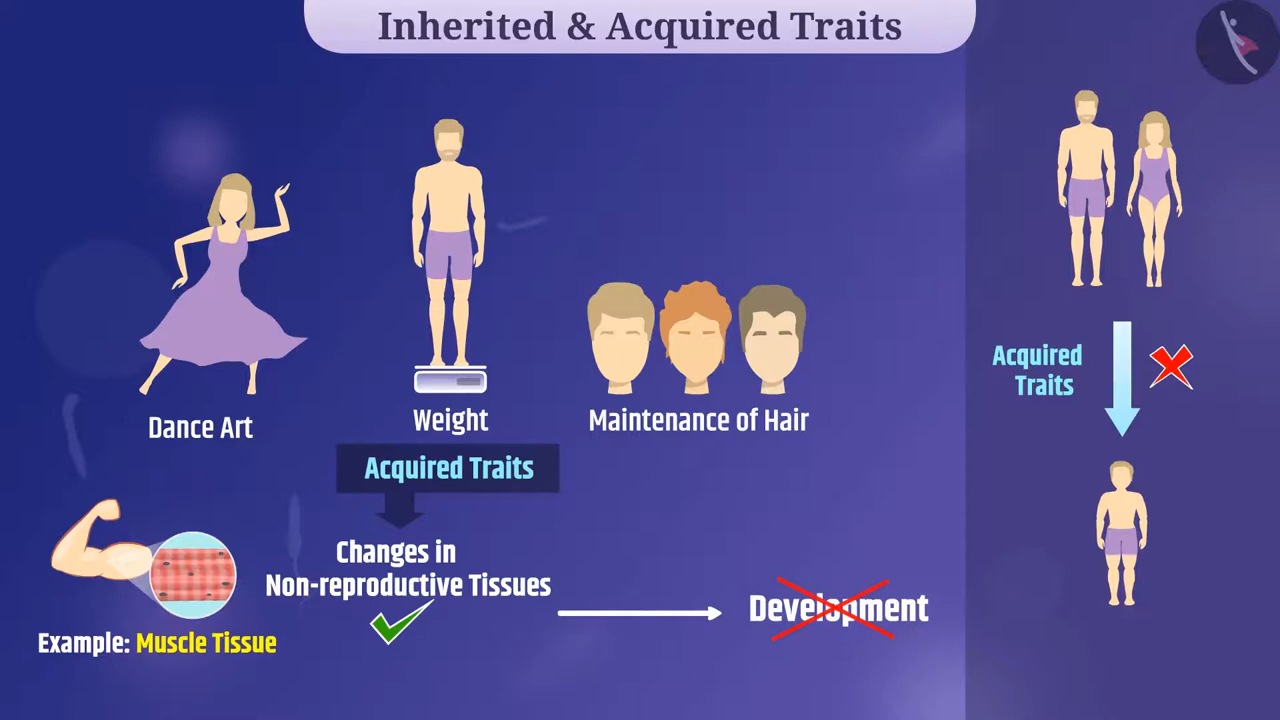 Inherited & Acquired Traits
Dance Art
Weight
Maintenance of Hair
Acquired Traits
Changes in
Non-reproductive Tissues
Development
Example: Muscle Tissue
Acquired
Traits